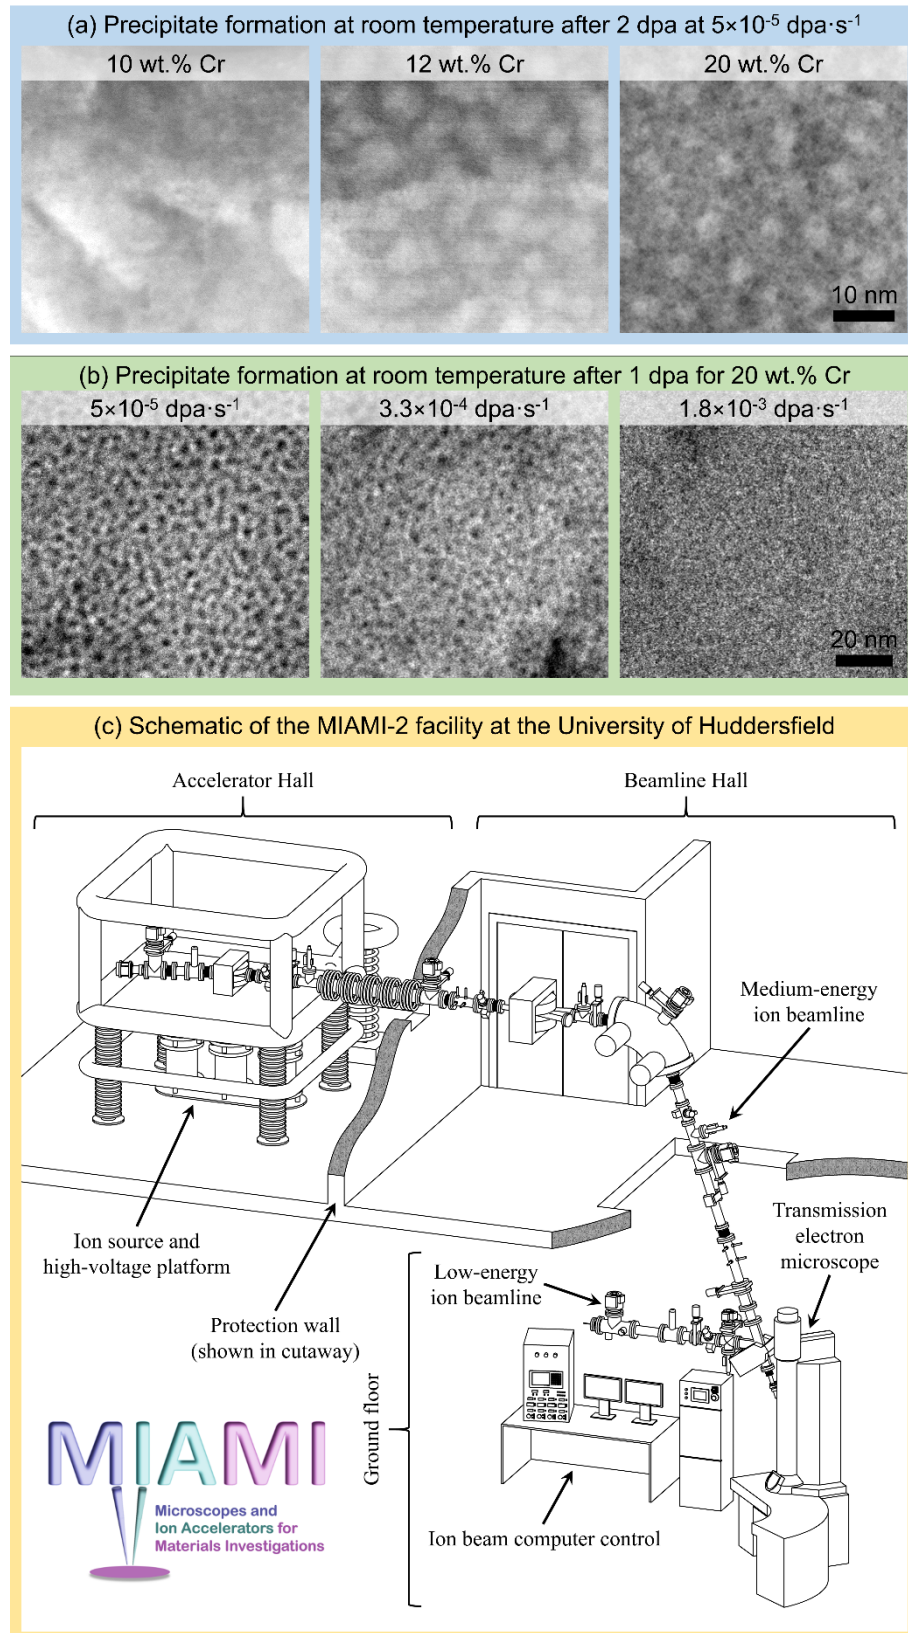 (a) Precipitate formation at room temperature after 2 dpa at 5×10⁻⁵ dpa·s⁻¹
10 wt.% Cr
12 wt.% Cr
20 wt.% Cr
10 nm
(b) Precipitate formation at room temperature after 1 dpa for 20 wt.% Cr
5×10⁻⁵ dpa·s⁻¹
3.3×10⁻⁴ dpa·s⁻¹
1.8×10⁻³ dpa·s⁻¹
20 nm
(c) Schematic of the MIAMI-2 facility at the University of Huddersfield
Accelerator Hall
Beamline Hall
Medium-energy
ion beamline
Ion source and
high-voltage platform
Protection wall
(shown in cutaway)
Transmission
electron
microscope
Low-energy
ion beamline
Ground floor
Ion beam computer control
MIAMI
Microscopes and
Ion Accelerators for
Materials Investigations